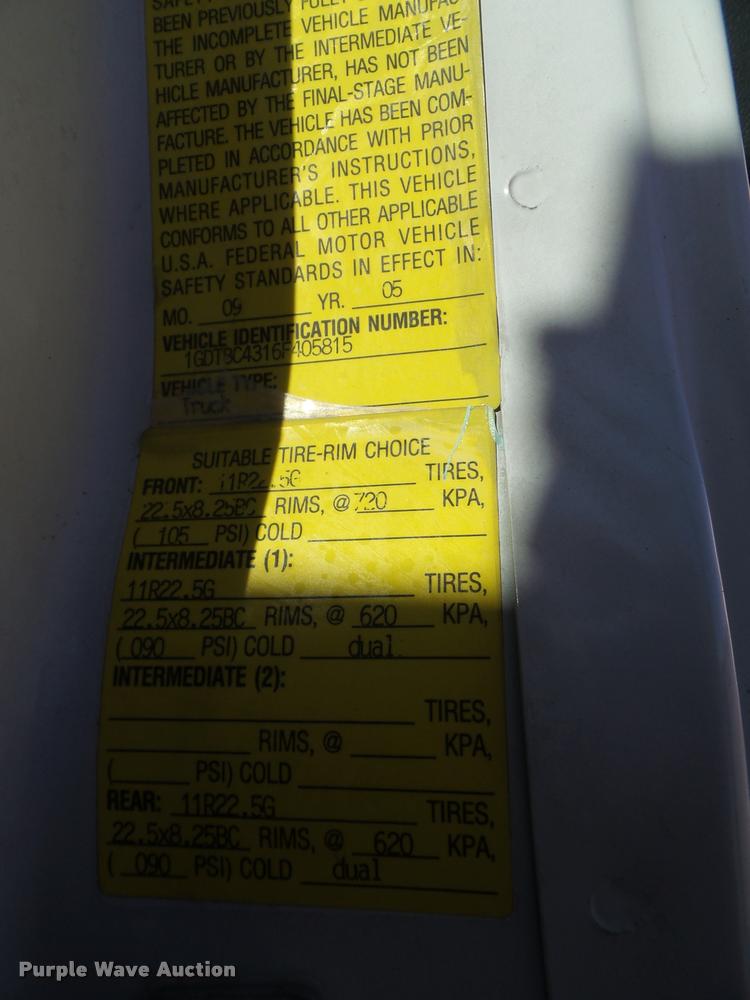 BEEN PREVIOUSLY FULLY
THE INCOMPLETE VEHICLE MANUFAC-
TURER OR BY THE INTERMEDIATE VE-
HICLE MANUFACTURER, HAS NOT BEEN
AFFECTED BY THE FINAL-STAGE MANU-
FACTURE. THE VEHICLE HAS BEEN COM-
PLETED IN ACCORDANCE WITH PRIOR
MANUFACTURER'S INSTRUCTIONS,
WHERE APPLICABLE. THIS VEHICLE
CONFORMS TO ALL OTHER APPLICABLE
U.S.A. FEDERAL MOTOR VEHICLE
SAFETY STANDARDS IN EFFECT IN:
MO. 09 YR. 05
VEHICLE IDENTIFICATION NUMBER:
1GDT8C4316F405815
VEHICLE TYPE:
Truck
SUITABLE TIRE-RIM CHOICE
FRONT: 11R22.5G TIRES,
22.5x8.25BC RIMS, @ 720 KPA,
( 105 PSI) COLD
INTERMEDIATE (1):
11R22.5G TIRES,
22.5x8.25BC RIMS, @ 620 KPA,
( 090 PSI) COLD dual
INTERMEDIATE (2):
TIRES,
RIMS, @ KPA,
( PSI) COLD
REAR: 11R22.5G TIRES,
22.5x8.25BC RIMS, @ 620 KPA,
( 090 PSI) COLD dual
Purple Wave Auction